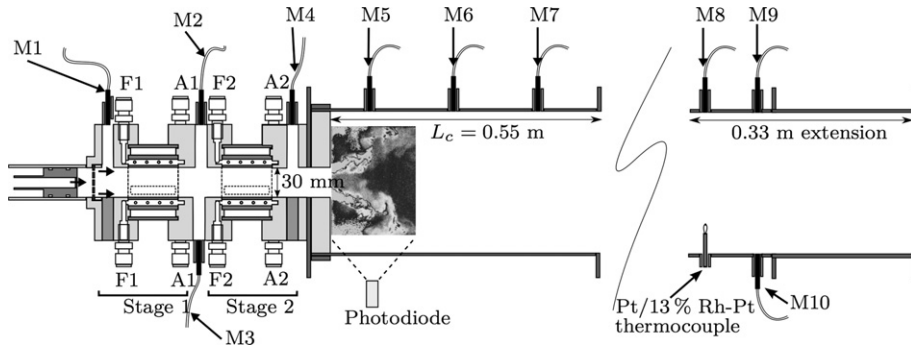 M1
M2
M4
M5
M6
M7
M8
M9
F1
A1
F2
A2
L_c = 0.55 m
0.33 m extension
30 mm
F1
A1
F2
A2
Stage 1
Stage 2
M3
Photodiode
Pt/13 % Rh-Pt
thermocouple
M10